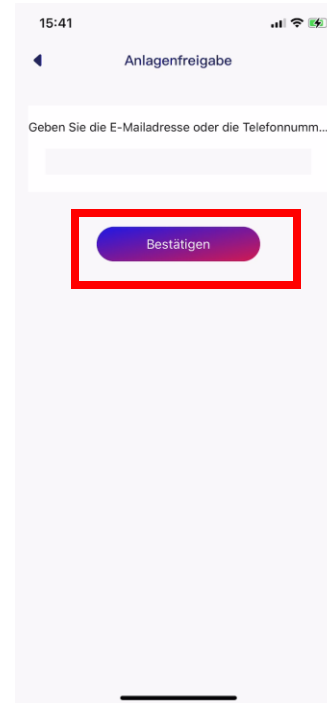 15:41
Anlagenfreigabe
Geben Sie die E-Mailadresse oder die Telefonnumm...
Bestätigen